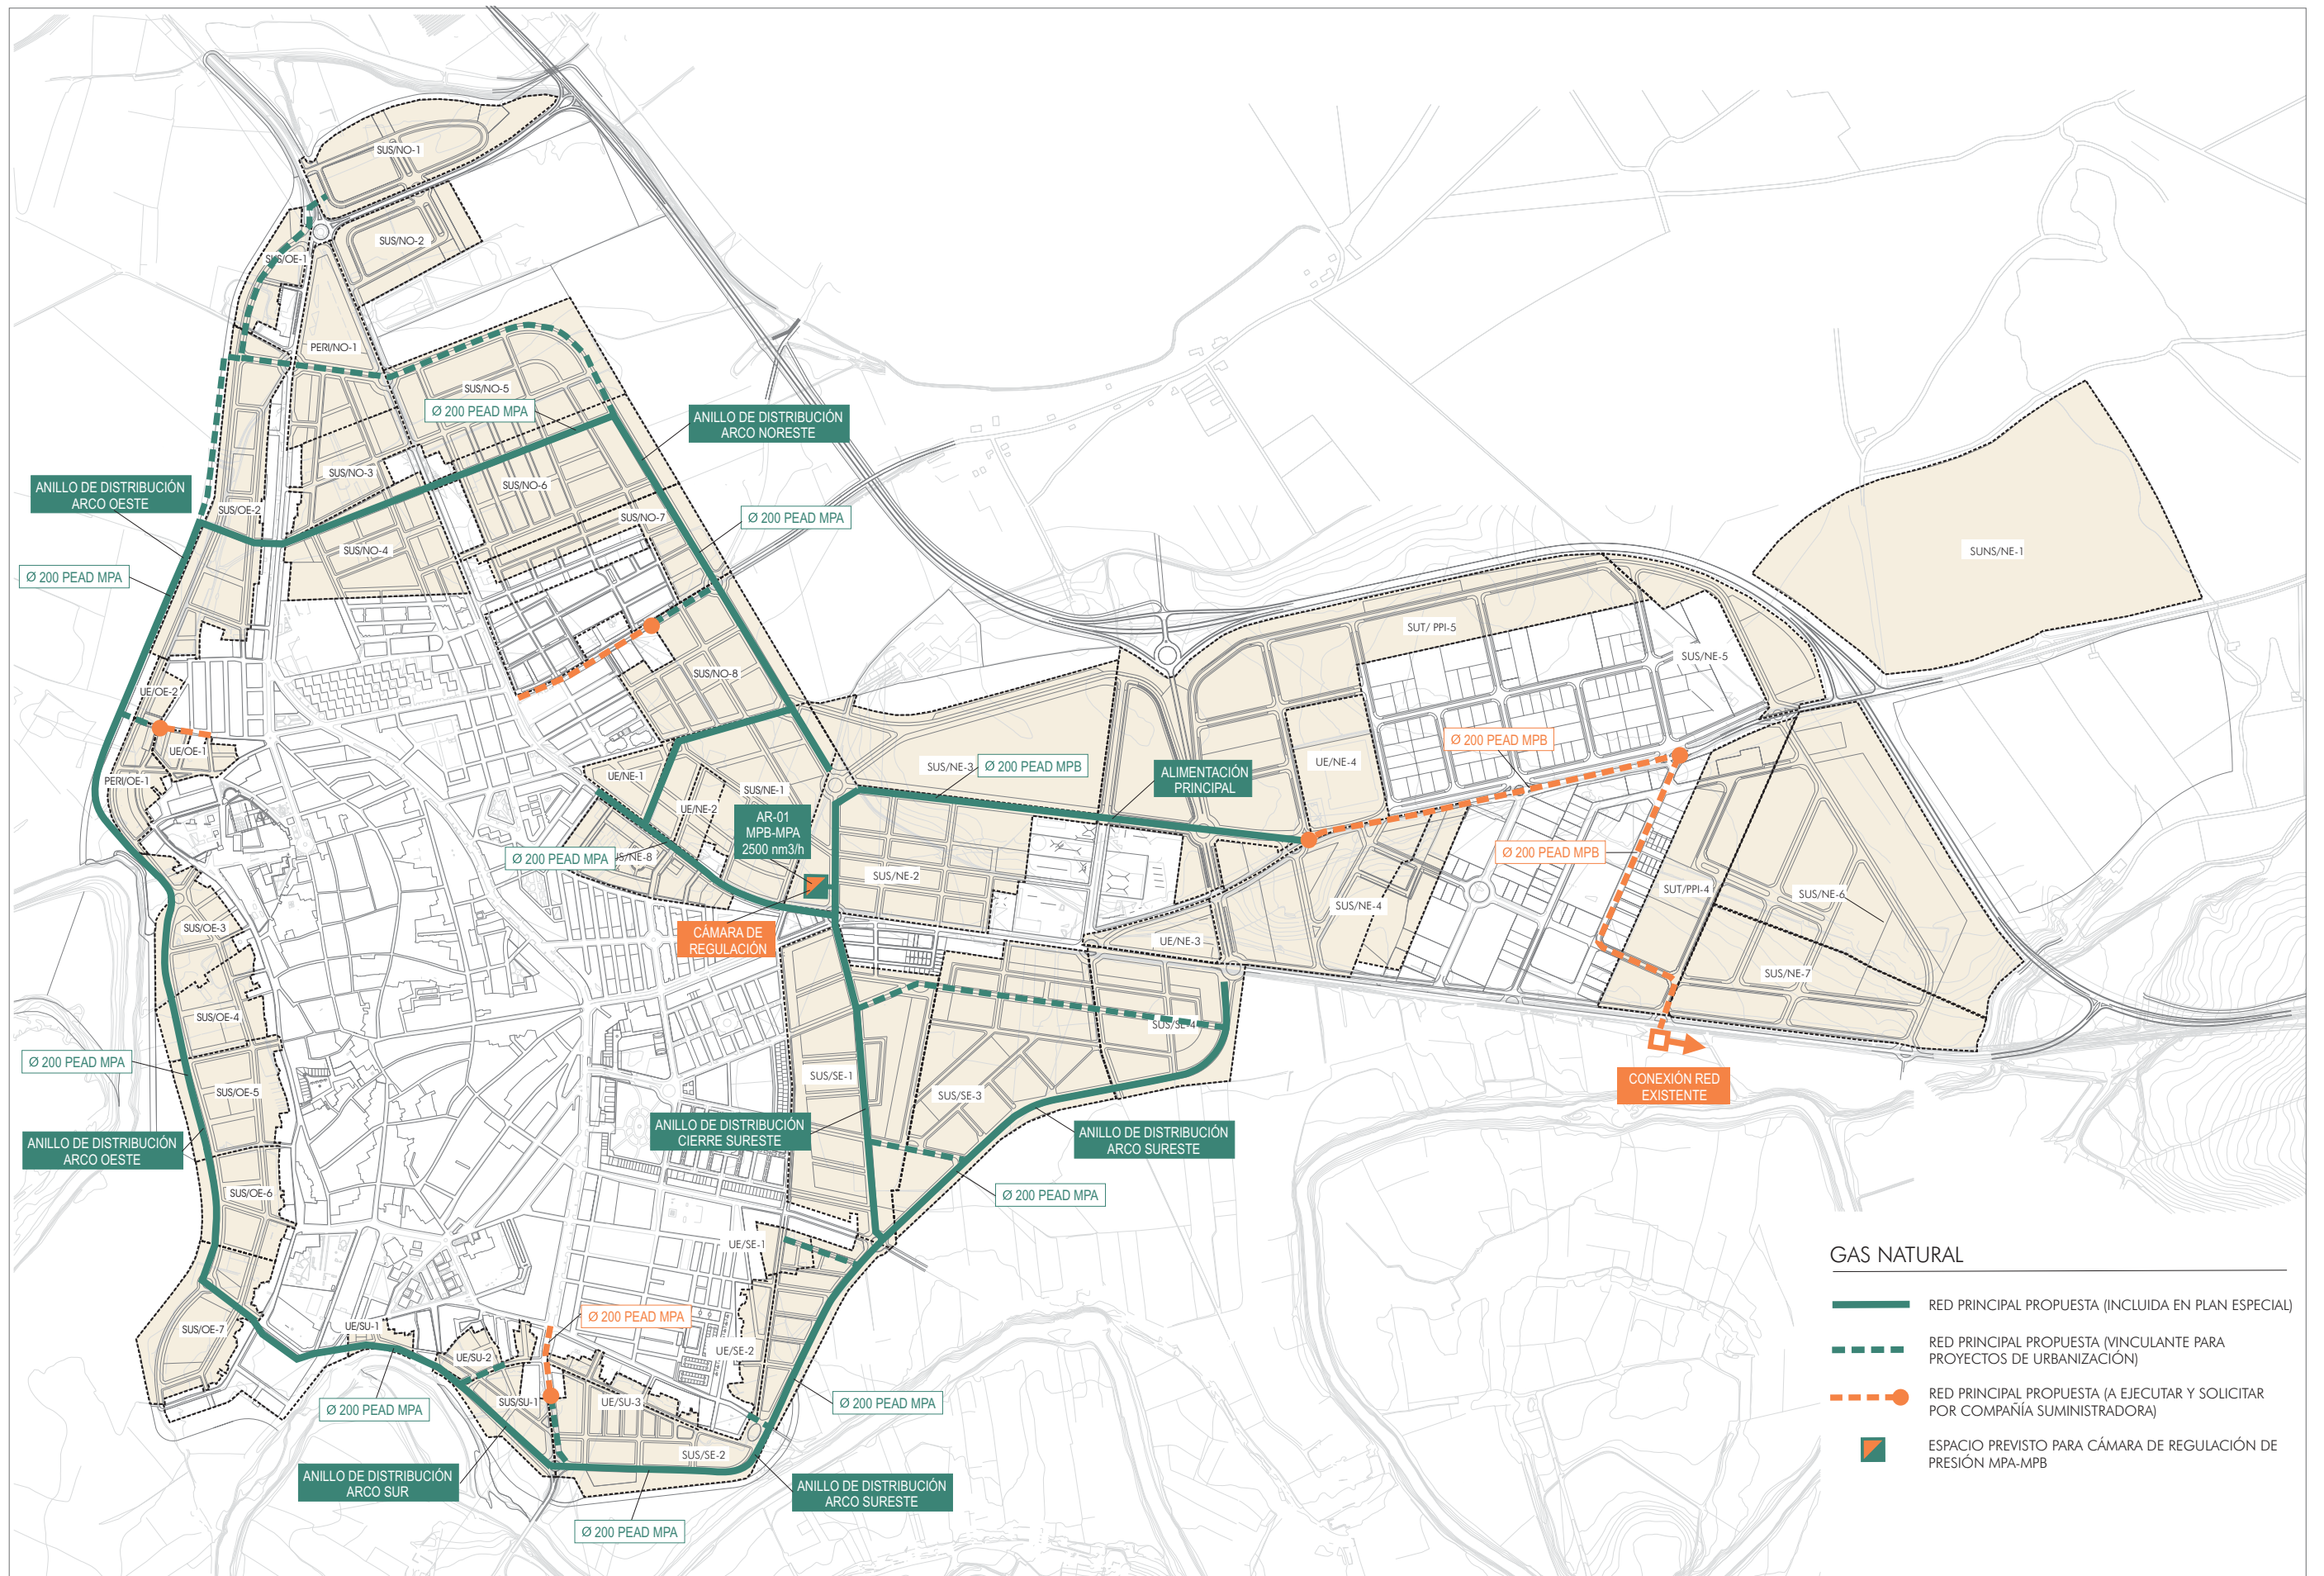 SUS/NO-1
SUS/NO-2
SUS/OE-1
PERI/NO-1
SUS/NO-5
Ø 200 PEAD MPA
ANILLO DE DISTRIBUCIÓN
ARCO NORESTE
SUS/NO-3
SUS/NO-6
ANILLO DE DISTRIBUCIÓN
ARCO OESTE
SUS/OE-2
SUS/NO-7
Ø 200 PEAD MPA
SUS/NO-4
SUNS/NE-1
Ø 200 PEAD MPA
SUT/ PPI-5
SUS/NE-5
SUS/NO-8
UE/OE-2
UE/OE-1
Ø 200 PEAD MPB
PERI/OE-1
UE/NE-1
SUS/NE-3
Ø 200 PEAD MPB
UE/NE-4
ALIMENTACIÓN
PRINCIPAL
SUS/NE-1
UE/NE-2
AR-01
MPB-MPA
2500 nm3/h
Ø 200 PEAD MPA
US/NE-8
Ø 200 PEAD MPB
SUS/NE-2
SUT/PPI-4
SUS/NE-6
SUS/NE-4
SUS/OE-3
CÁMARA DE
REGULACIÓN
UE/NE-3
SUS/NE-7
SUS/OE-4
SUS/SE-4
Ø 200 PEAD MPA
SUS/SE-1
CONEXIÓN RED
EXISTENTE
SUS/OE-5
SUS/SE-3
ANILLO DE DISTRIBUCIÓN
CIERRE SURESTE
ANILLO DE DISTRIBUCIÓN
ARCO SURESTE
ANILLO DE DISTRIBUCIÓN
ARCO OESTE
SUS/OE-6
Ø 200 PEAD MPA
UE/SE-1
GAS NATURAL
RED PRINCIPAL PROPUESTA (INCLUIDA EN PLAN ESPECIAL)
RED PRINCIPAL PROPUESTA (VINCULANTE PARA
PROYECTOS DE URBANIZACIÓN)
RED PRINCIPAL PROPUESTA (A EJECUTAR Y SOLICITAR
POR COMPAÑÍA SUMINISTRADORA)
ESPACIO PREVISTO PARA CÁMARA DE REGULACIÓN DE
PRESIÓN MPA-MPB
Ø 200 PEAD MPA
SUS/OE-7
UE/SU-1
UE/SU-2
UE/SE-2
SUS/SU-1
UE/SU-3
Ø 200 PEAD MPA
Ø 200 PEAD MPA
SUS/SE-2
ANILLO DE DISTRIBUCIÓN
ARCO SUR
ANILLO DE DISTRIBUCIÓN
ARCO SURESTE
Ø 200 PEAD MPA